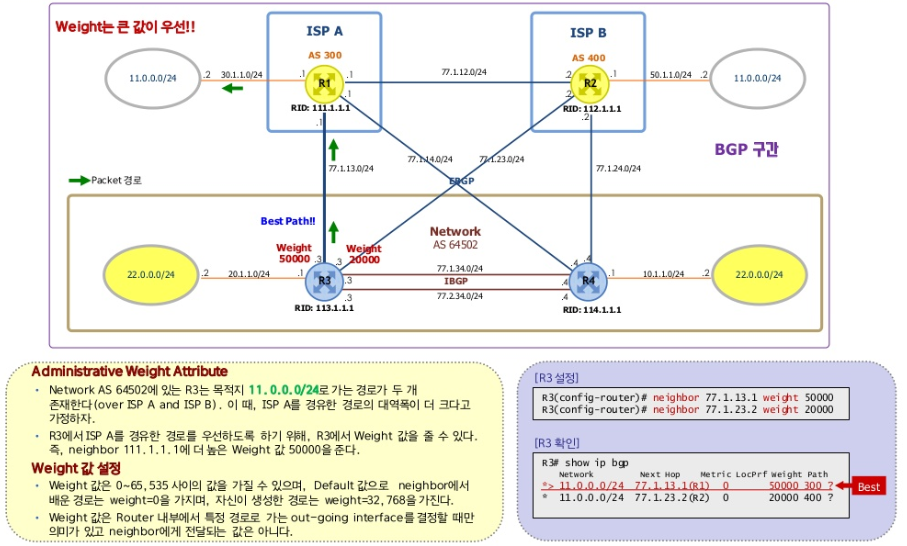 Weight는 큰 값이 우선!!
ISP A
AS 300
ISP B
AS 400
11.0.0.0/24
.2
30.1.1.0/24
.1
R1
.1
.1
RID: 111.1.1.1
.1
77.1.12.0/24
.2
R2
.1
.2
RID: 112.1.1.1
.2
50.1.1.0/24
.2
11.0.0.0/24
BGP 구간
77.1.13.0/24
77.1.14.0/24
77.1.23.0/24
77.1.24.0/24
EBGP
Packet 경로
Best Path!!
Network
AS 64502
Weight
50000
Weight
20000
22.0.0.0/24
.2
20.1.1.0/24
.1
.3
.3
R3
.3
.3
RID: 113.1.1.1
77.1.34.0/24
IBGP
77.2.34.0/24
.4
.4
.4
.4
R4
RID: 114.1.1.1
.1
10.1.1.0/24
.2
22.0.0.0/24
Administrative Weight Attribute
• Network AS 64502에 있는 R3는 목적지 11.0.0.0/24로 가는 경로가 두 개
존재한다(over ISP A and ISP B). 이 때, ISP A를 경유한 경로의 대역폭이 더 크다고
가정하자.
• R3에서 ISP A를 경유한 경로를 우선하도록 하기 위해, R3에서 Weight 값을 줄 수 있다.
즉, neighbor 111.1.1.1에 더 높은 Weight 값 50000을 준다.
Weight 값 설정
• Weight 값은 0~65,535 사이의 값을 가질 수 있으며, Default 값으로 neighbor에서
배운 경로는 weight=0을 가지며, 자신이 생성한 경로는 weight=32,768을 가진다.
• Weight 값은 Router 내부에서 특정 경로로 가는 out-going interface를 결정할 때만
의미가 있고 neighbor에게 전달되는 값은 아니다.
[R3 설정]
R3(config-router)# neighbor 77.1.13.1 weight 50000
R3(config-router)# neighbor 77.1.23.2 weight 20000
[R3 확인]
R3# show ip bgp
Network Next Hop Metric LocPrf Weight Path
*> 11.0.0.0/24 77.1.13.1(R1) 0 50000 300 ?
* 11.0.0.0/24 77.1.23.2(R2) 0 20000 400 ?
Best